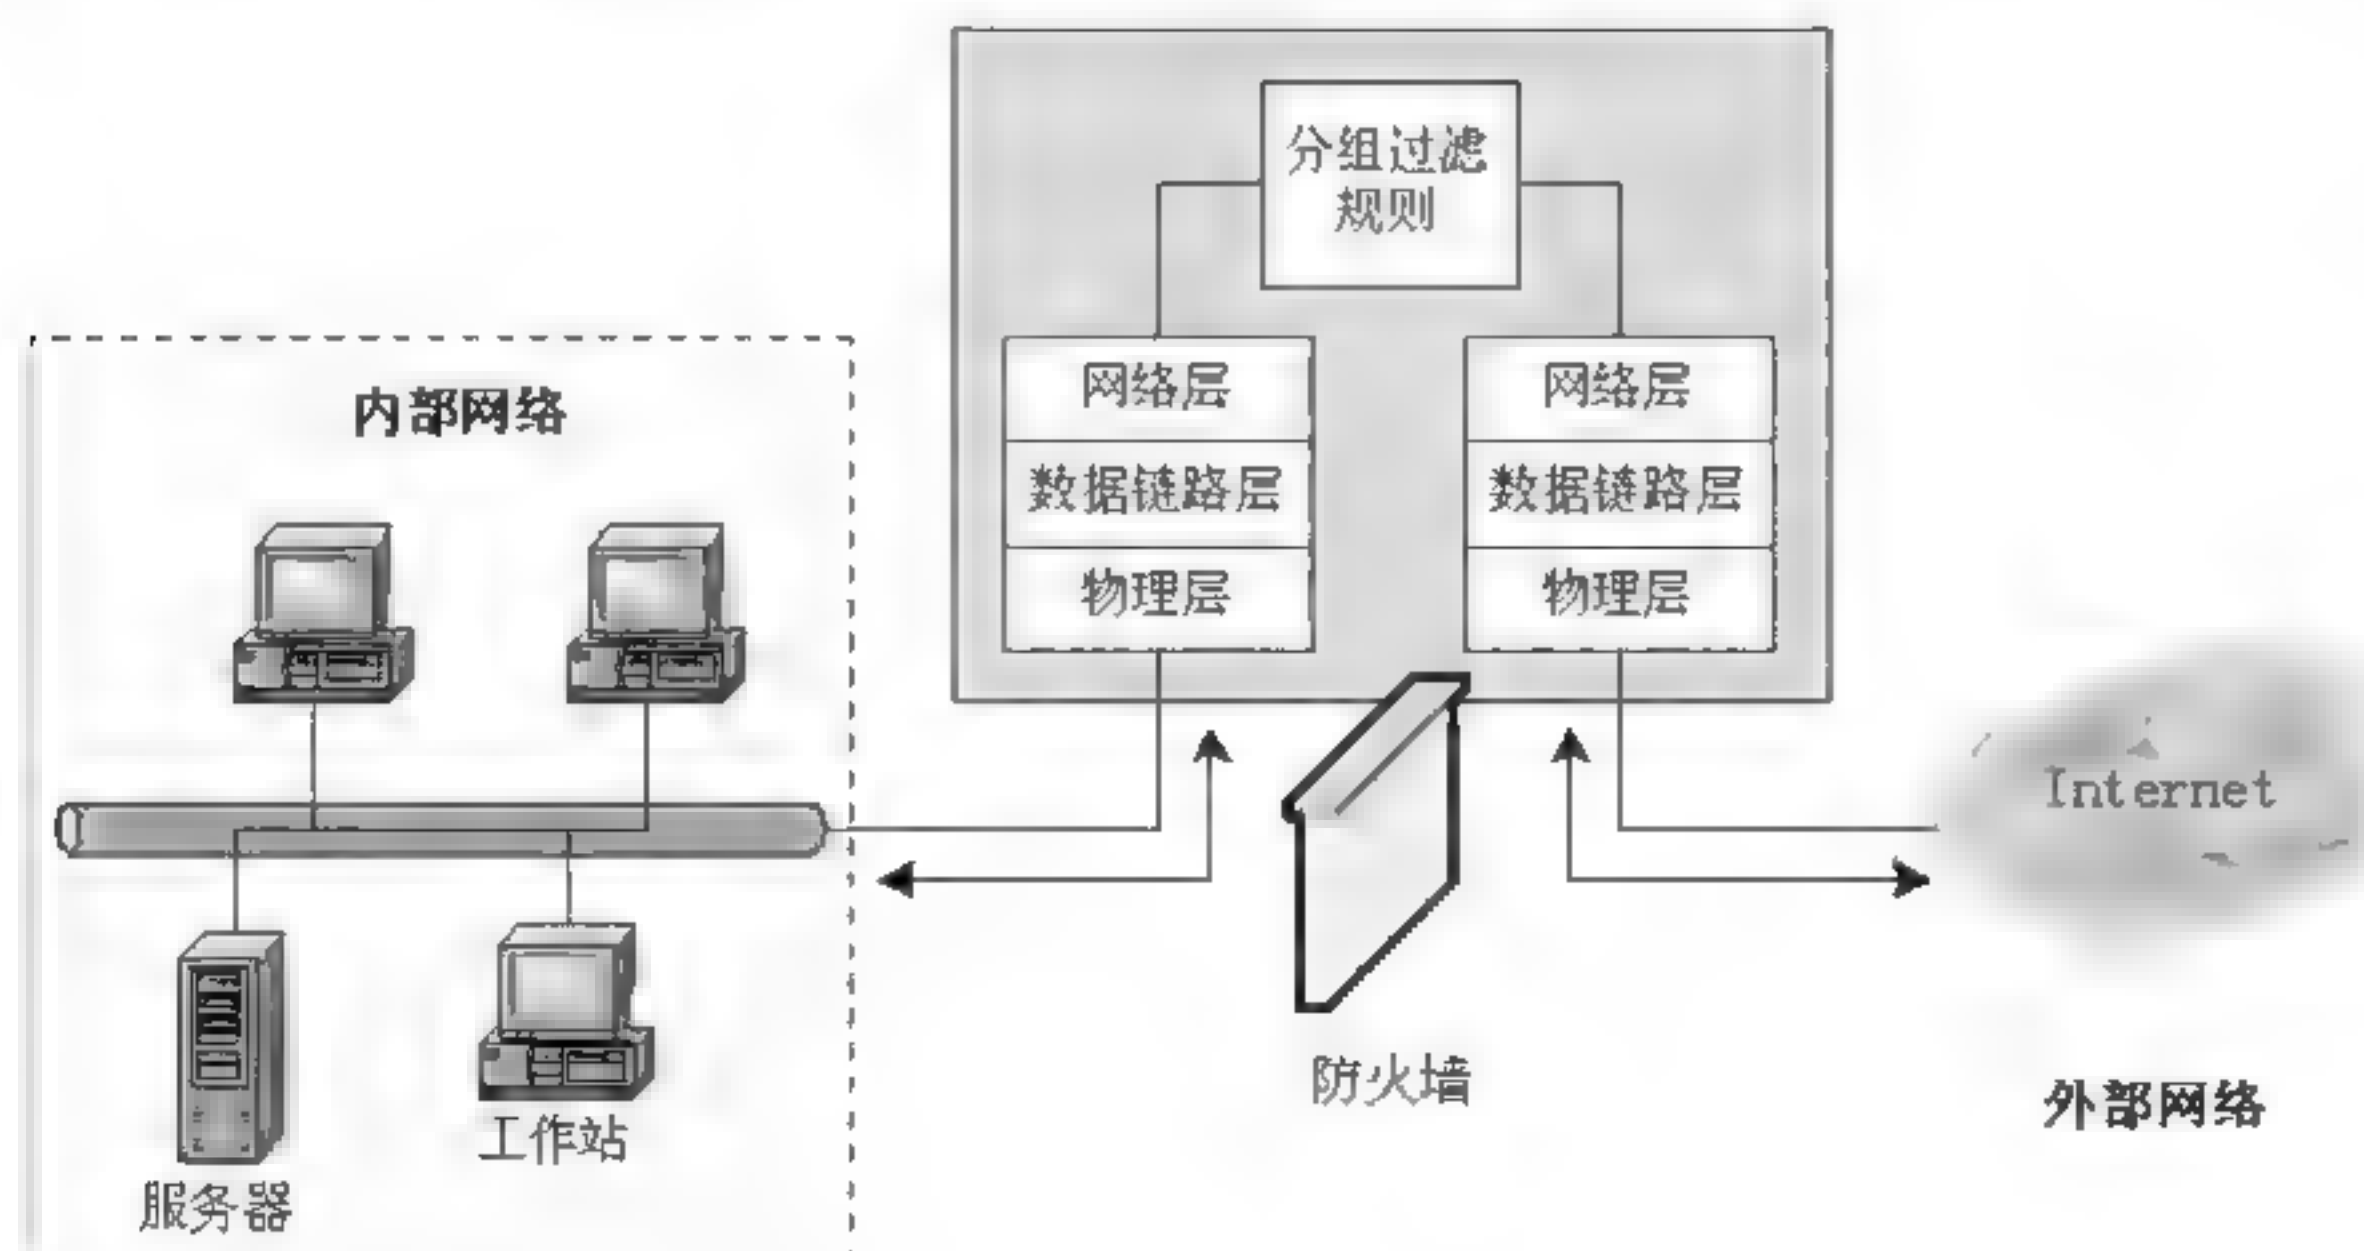 分组过滤
规则
网络层
数据链路层
物理层
网络层
数据链路层
物理层
内部网络
工作站
服务器
防火墙
Internet
外部网络